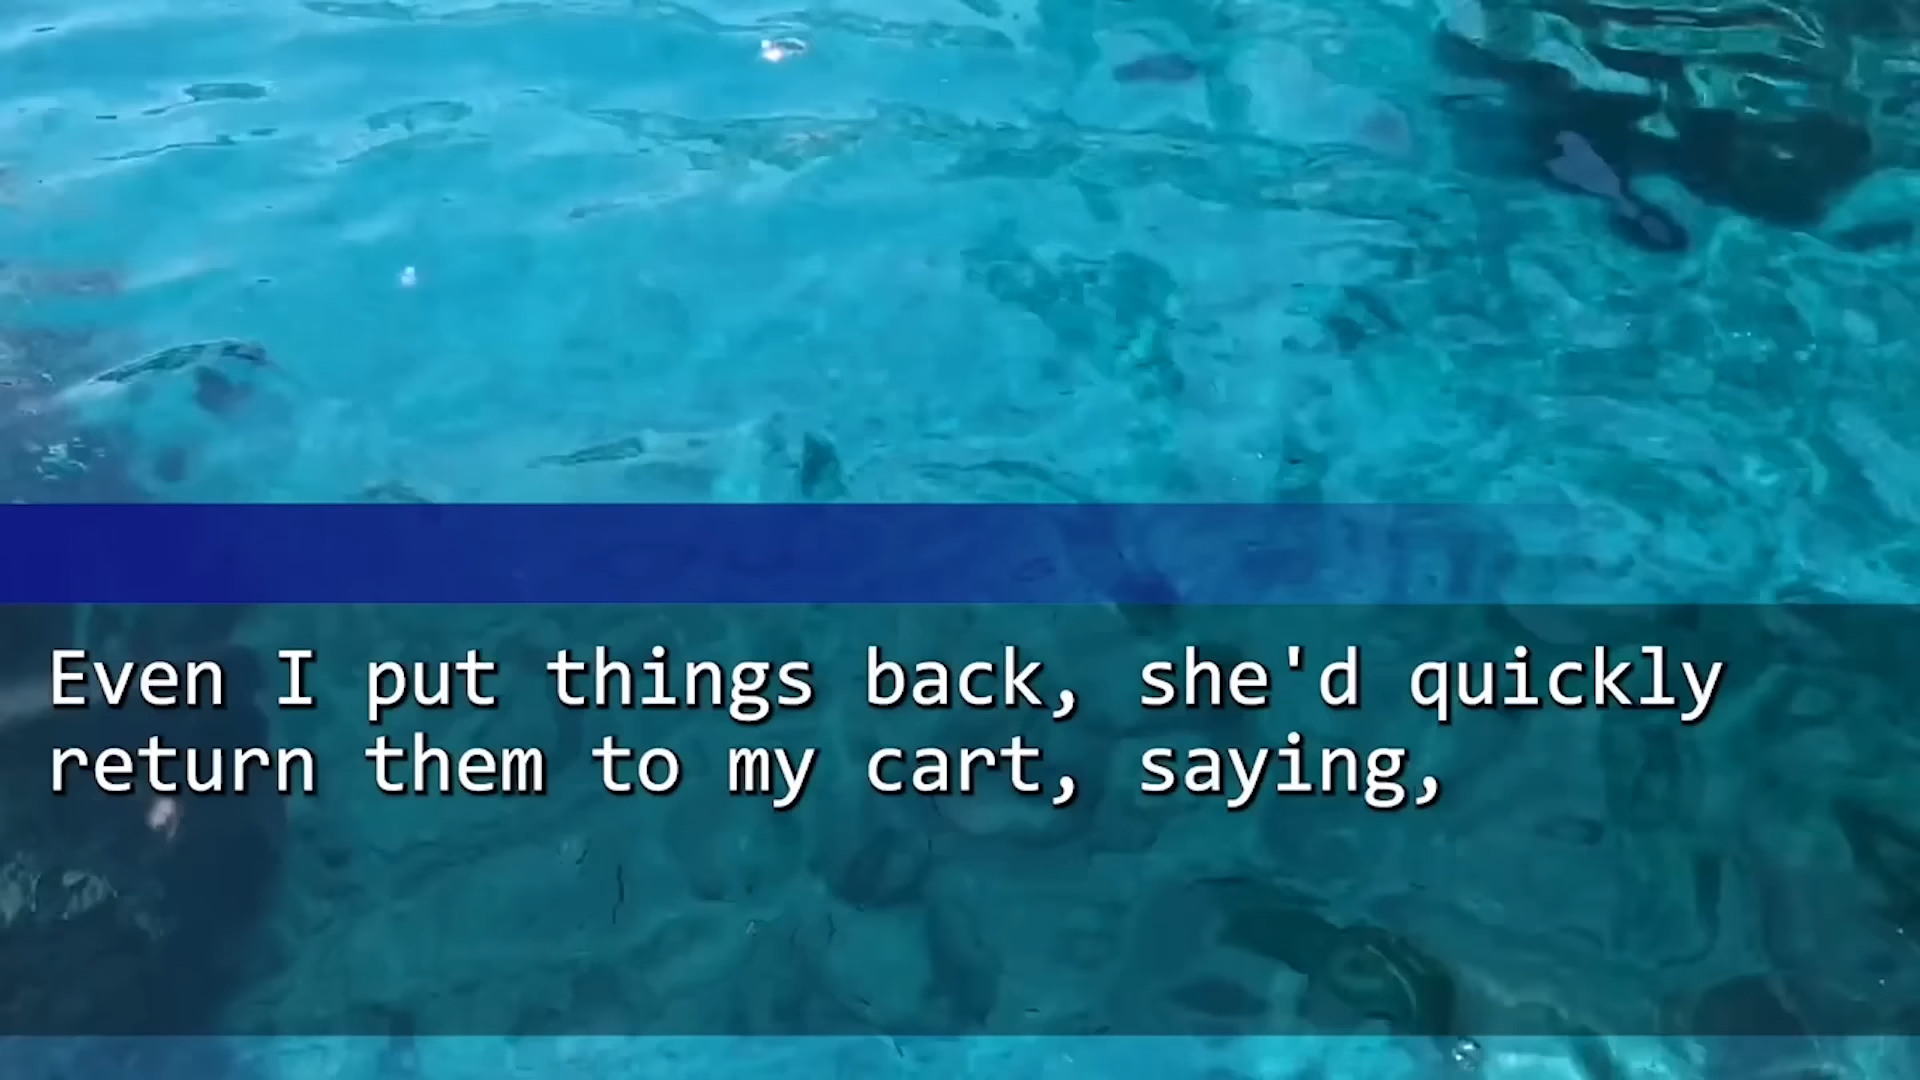 Even I put things back, she'd quickly
return them to my cart, saying,